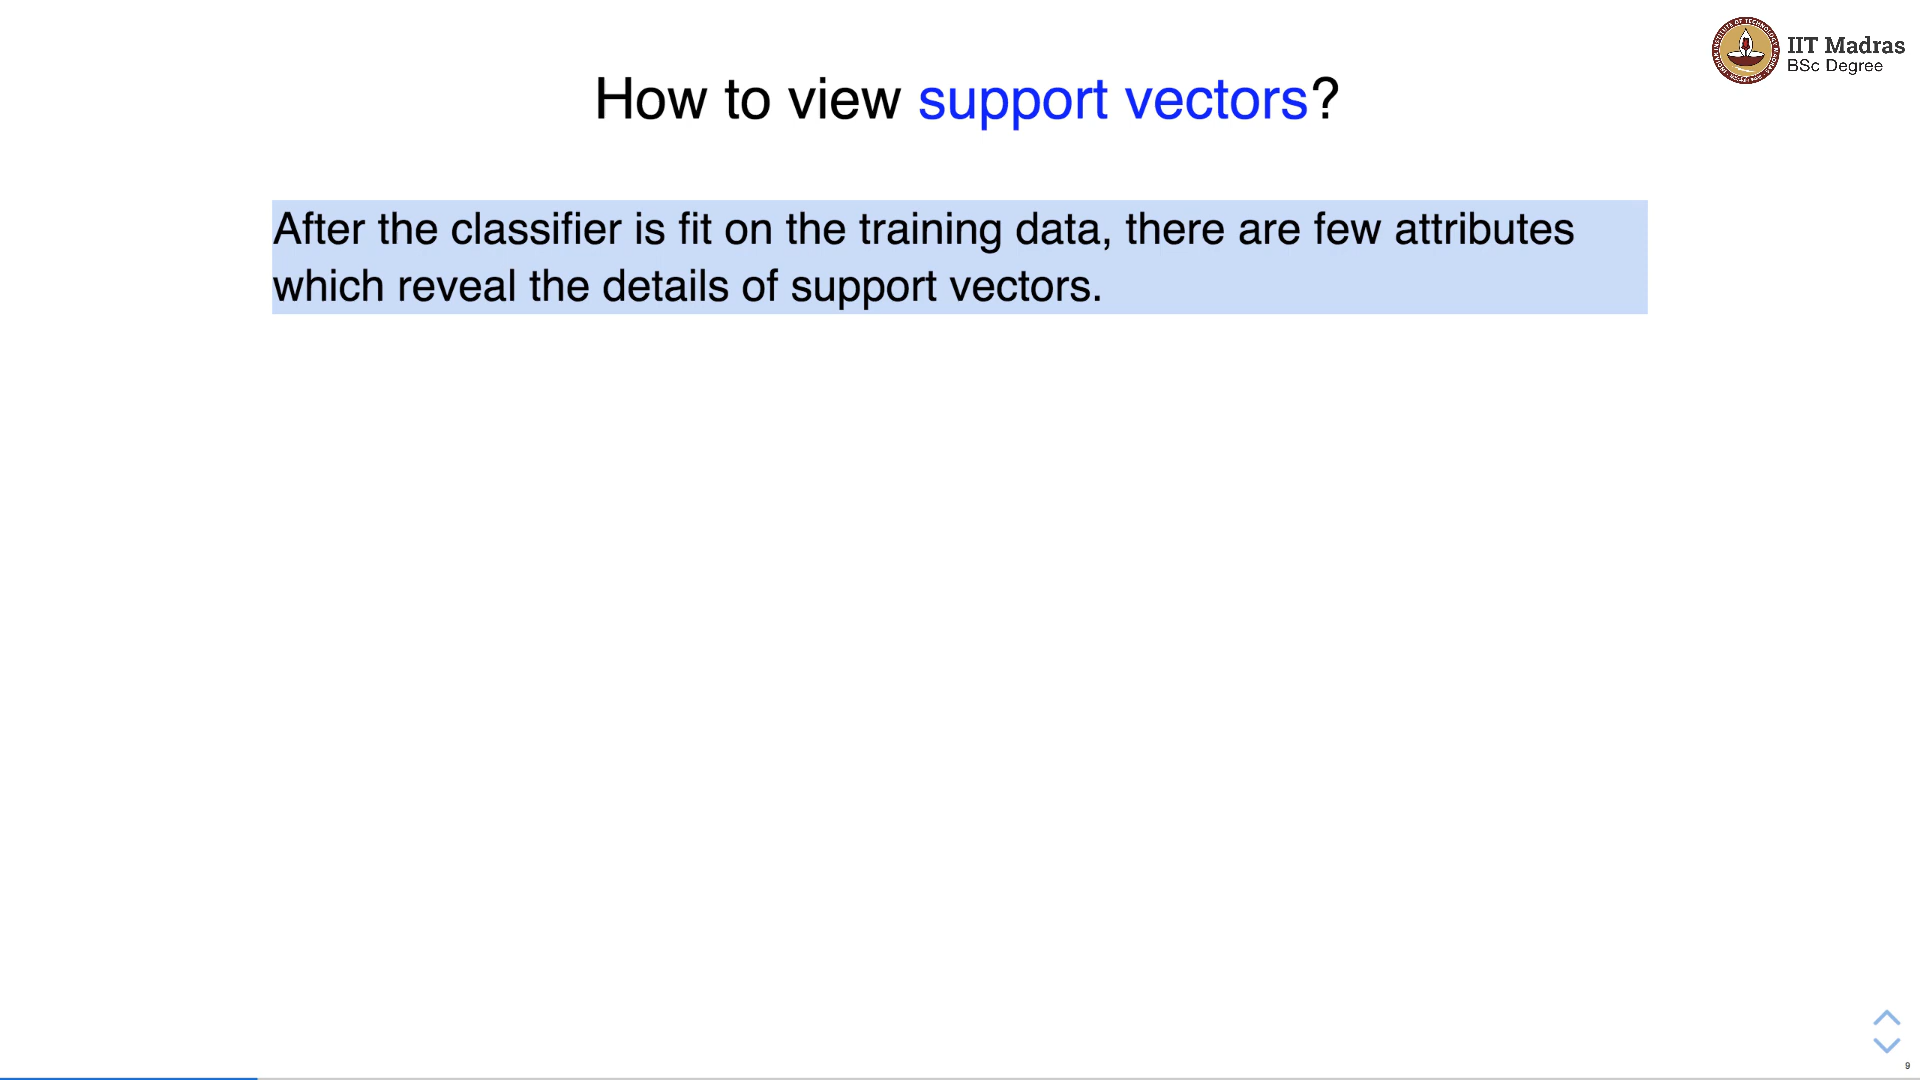 IIT Madras
BSc Degree
How to view support vectors?
After the classifier is fit on the training data, there are few attributes
which reveal the details of support vectors.
9